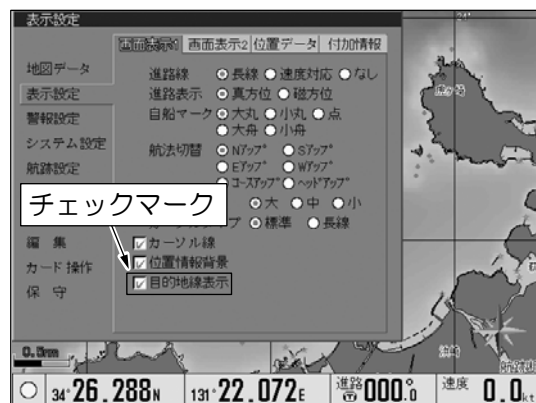 表示設定
24'
画面表示1 画面表示2 位置データ 付加情報
地図データ
進路線 長線 速度対応 なし
表示設定
進路表示 真方位 磁方位
警報設定
自船マーク 大丸 小丸 点
大舟 小舟
システム設定
航法切替 Nアップ Sアップ
航跡設定
Eアップ Wアップ
コースアップ ヘッドアップ
チェックマーク
大 中 小
プ 標準 長線
編 集
カーソル線
カード操作
位置情報背景
保 守
目的地線表示
0.5nm
34°26.288N 131°22.072E 進路 000.° 速度 0.0kt